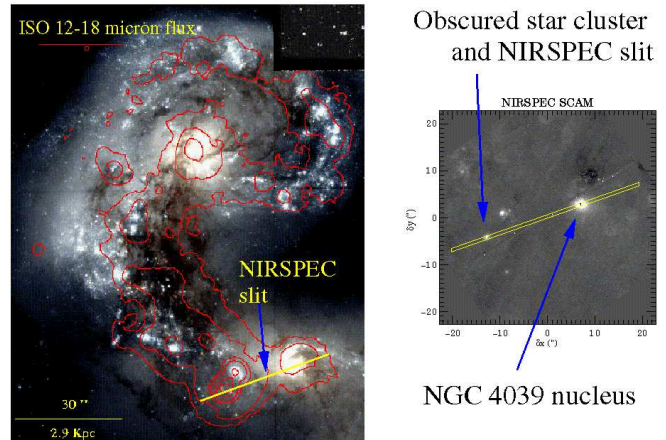 ISO 12-18 micron flux
NIRSPEC
slit
30 "
2.9 Kpc
Obscured star cluster
and NIRSPEC slit
NIRSPEC SCAM
20
10
0
-10
-20
δy (")
-20
-10
0
10
20
δx (")
NGC 4039 nucleus